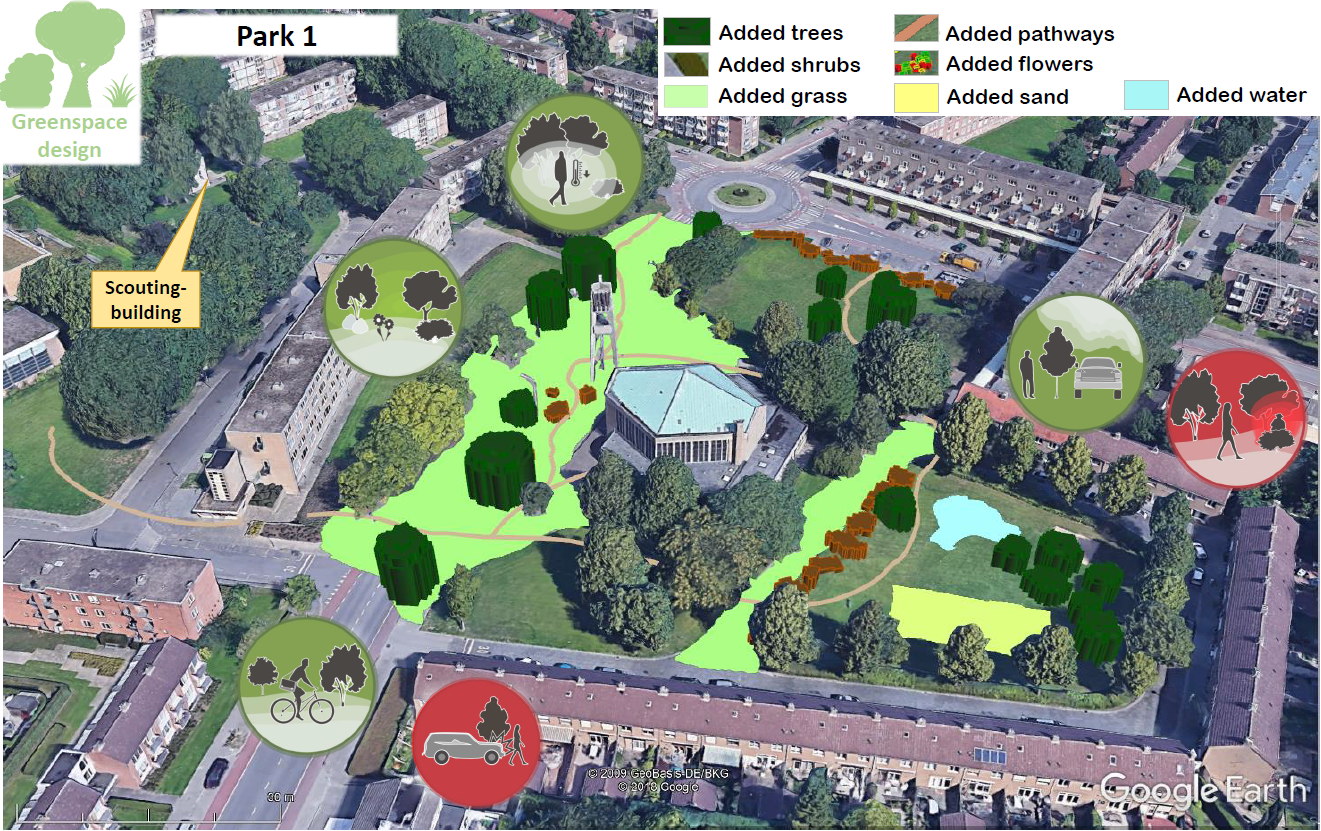 Park 1
Greenspace
design
Added trees
Added pathways
Added shrubs
Added flowers
Added grass
Added sand
Added water
Scouting-
building
30 m
© 2009 GeoBasis-DE/BKG
© 2018 Google
Google Earth